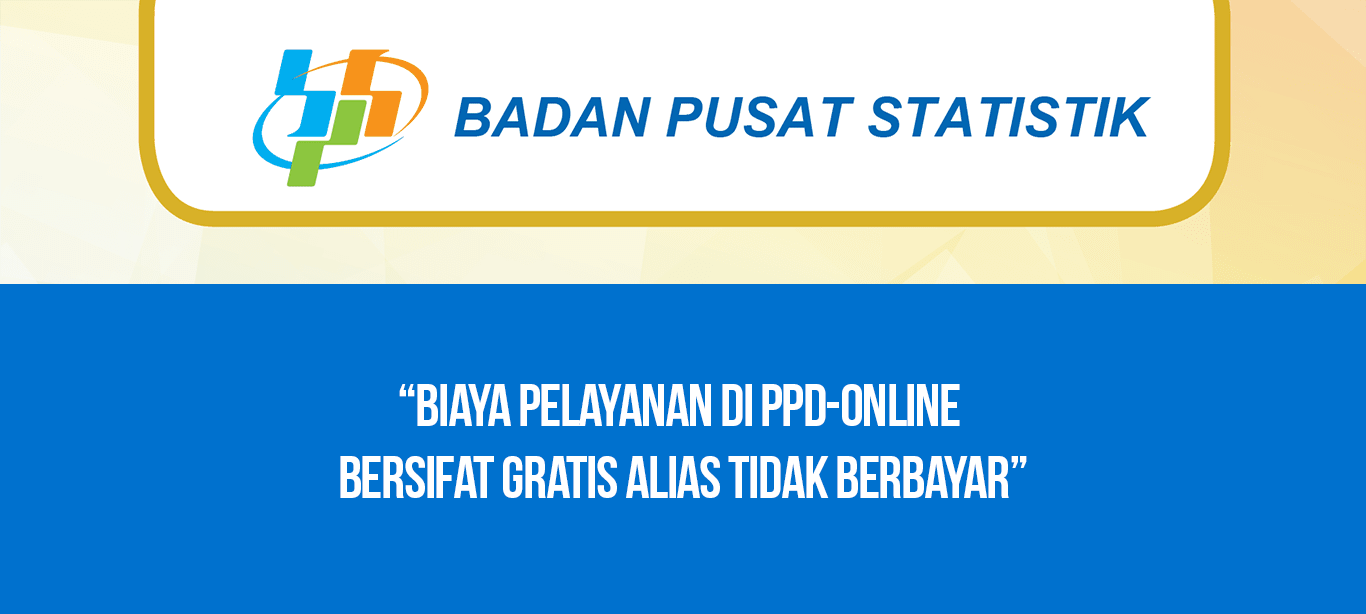 BADAN PUSAT STATISTIK
“BIAYA PELAYANAN DI PPD-ONLINE
BERSIFAT GRATIS ALIAS TIDAK BERBAYAR”